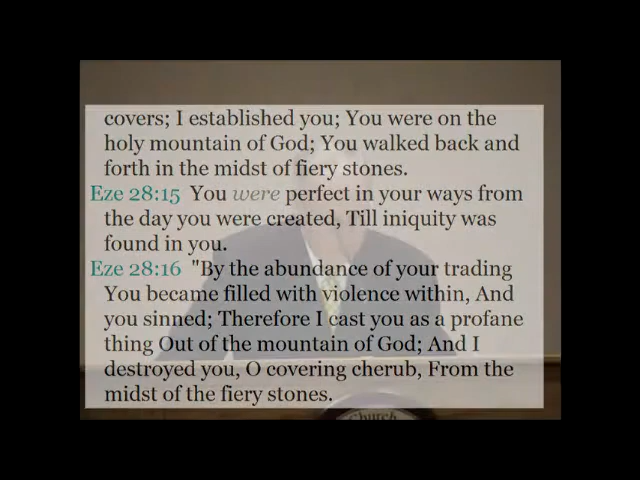 covers; I established you; You were on the
holy mountain of God; You walked back and
forth in the midst of fiery stones.
Eze 28:15 You were perfect in your ways from
the day you were created, Till iniquity was
found in you.
Eze 28:16 "By the abundance of your trading
You became filled with violence within, And
you sinned; Therefore I cast you as a profane
thing Out of the mountain of God; And I
destroyed you, O covering cherub, From the
midst of the fiery stones.
Church